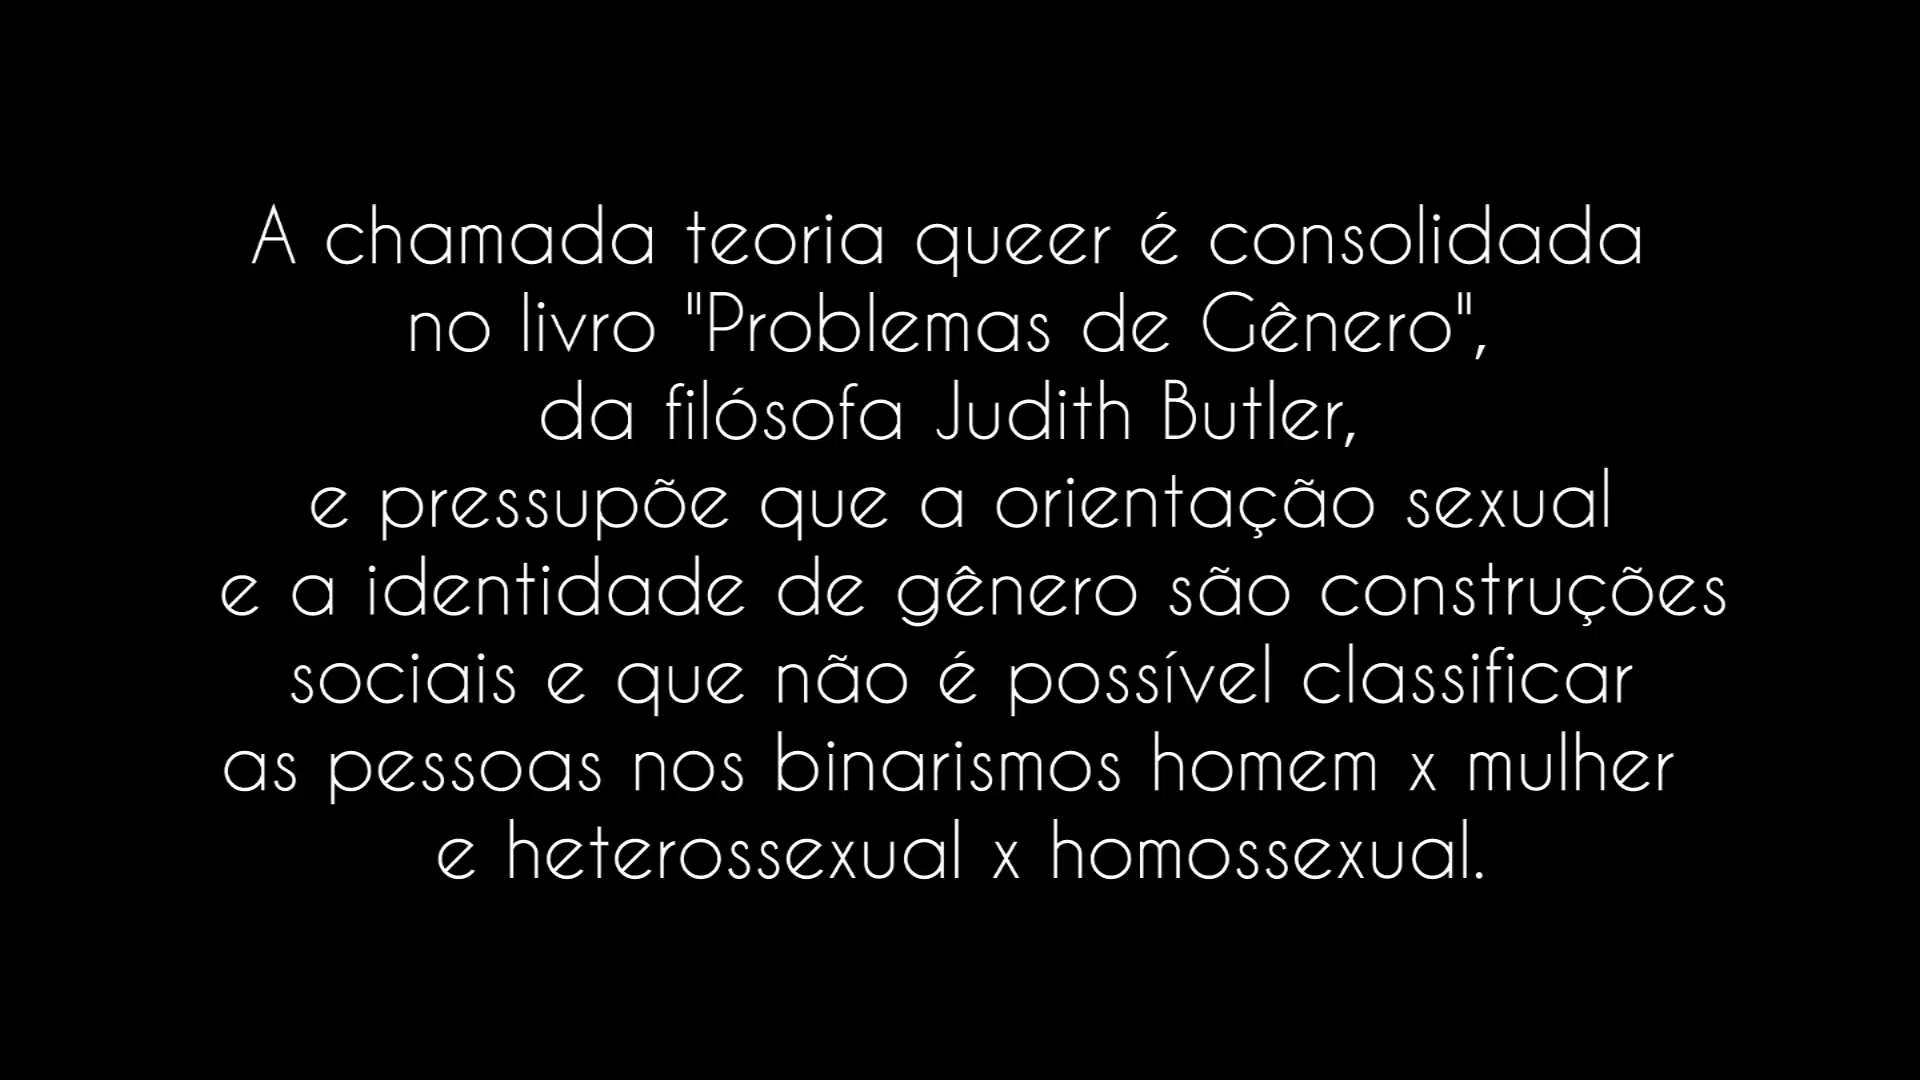 A chamada teoria queer é consolidada
no livro "Problemas de Gênero",
da filósofa Judith Butler,
e pressupõe que a orientação sexual
e a identidade de gênero são construções
sociais e que não é possível classificar
as pessoas nos binarismos homem x mulher
e heterossexual x homossexual.